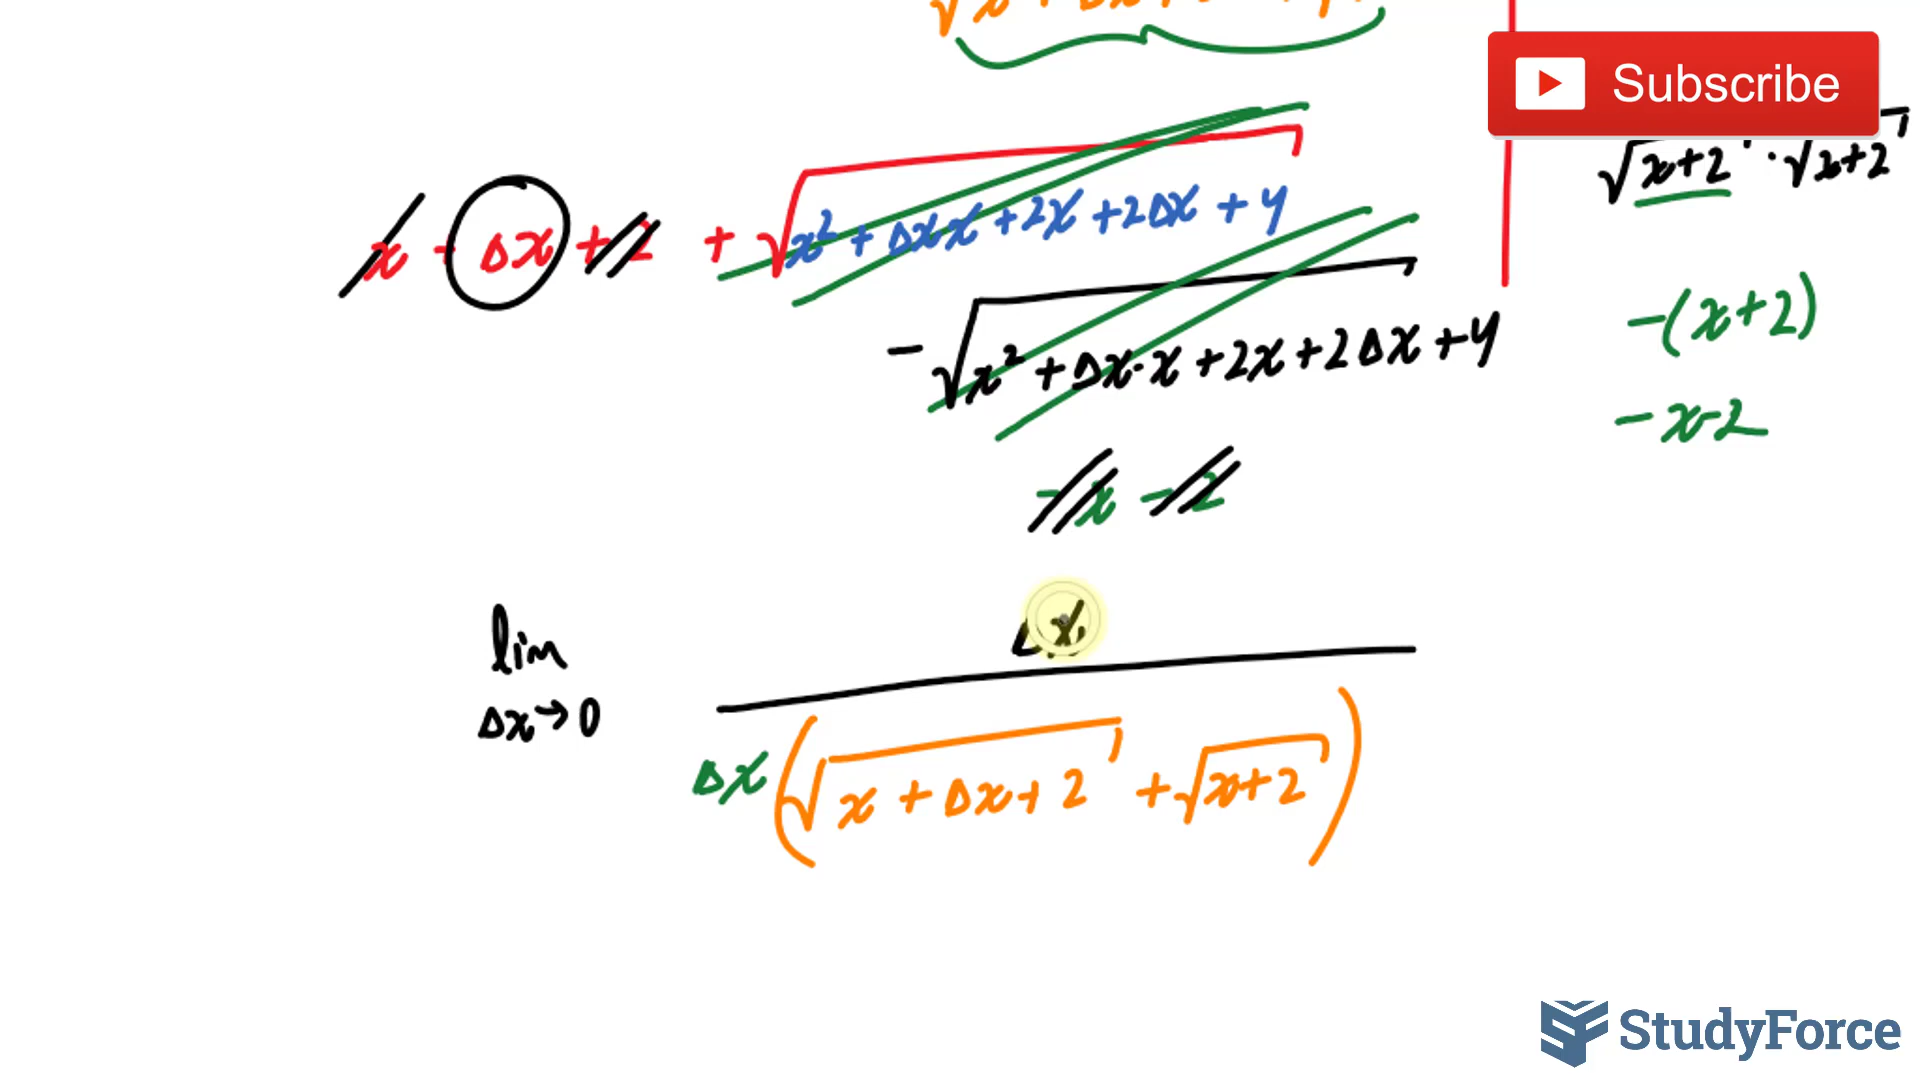 Subscribe
√x+2 · √x+2
x + Δx + 2 + √x² + Δxx + 2x + 2Δx + 4
- √x² + Δx·x + 2x + 2Δx + 4
-(x+2)
- x - 2
- x - 2
lim Δx→0
Δx
Δx(√x + Δx + 2 + √x+2)
StudyForce